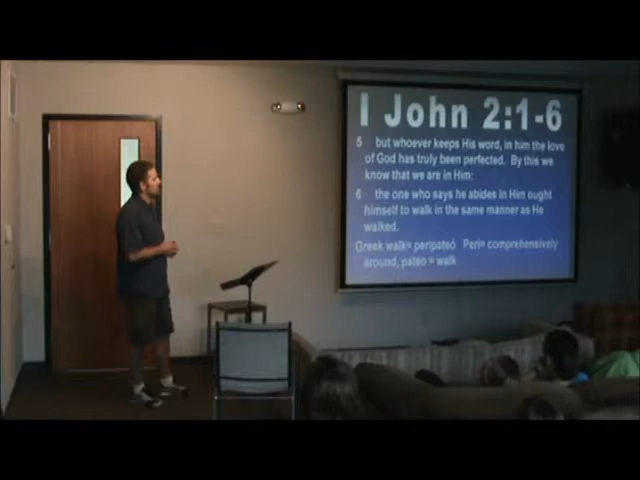 I John 2:1-6
5 but whoever keeps His word, in him the love
of God has truly been perfected. By this we
know that we are in Him:
6 the one who says he abides in Him ought
himself to walk in the same manner as He
walked.
Greek walk= peripateó Peri= comprehensively
around, pateo = walk